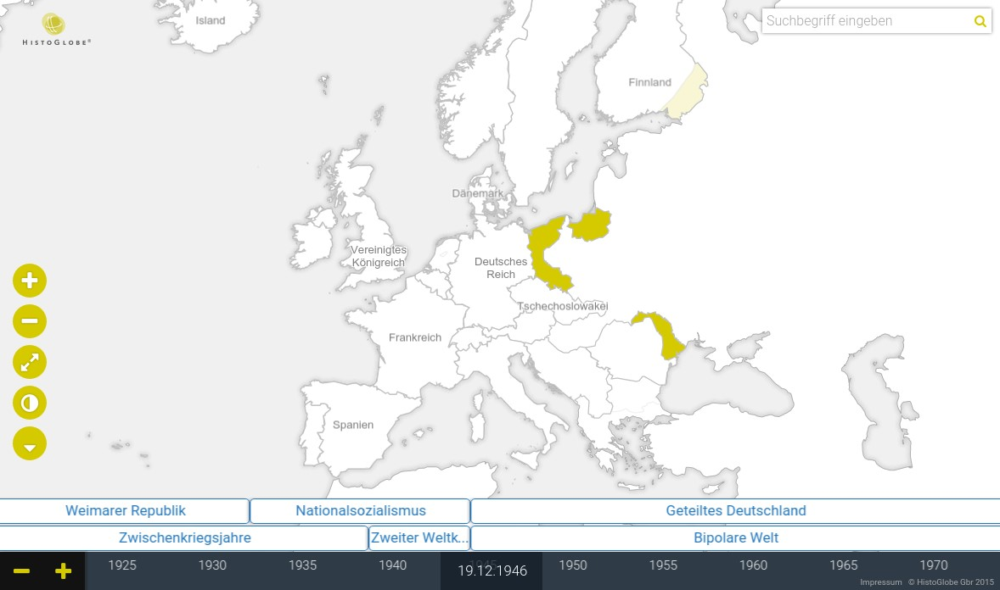 Island
Suchbegriff eingeben
HISTOGLOBE®
Finnland
Dänemark
Vereinigtes
Königreich
Deutsches
Reich
Tschechoslowakei
Frankreich
Spanien
Weimarer Republik
Nationalsozialismus
Geteiltes Deutschland
Zwischenkriegsjahre
Zweiter Weltk...
Bipolare Welt
1925
1930
1935
1940
1945
19.12.1946
1950
1955
1960
1965
1970
Impressum © HistoGlobe Gbr 2015